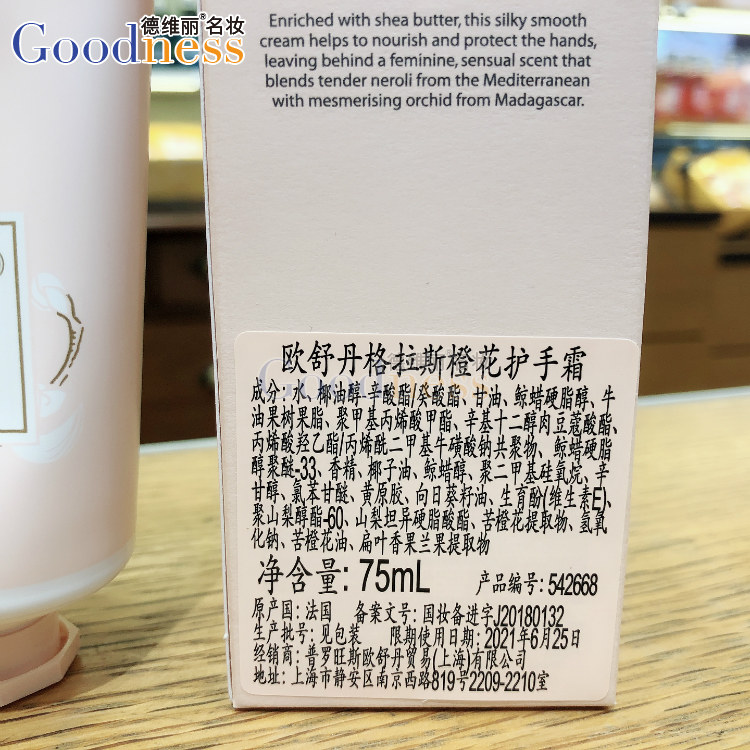 德维丽®名妆
Goodness
Enriched with shea butter, this silky smooth
cream helps to nourish and protect the hands,
leaving behind a feminine, sensual scent that
blends tender neroli from the Mediterranean
with mesmerising orchid from Madagascar.
欧舒丹格拉斯橙花护手霜
德维丽®名妆
Goodness
成分: 水、椰油醇-辛酸酯/癸酸酯、甘油、鲸蜡硬脂醇、牛
油果树果脂、聚甲基丙烯酸甲酯、辛基十二醇肉豆蔻酸酯、
丙烯酸羟乙酯/丙烯酰二甲基牛磺酸钠共聚物、鲸蜡硬脂
醇聚醚-33、香精、椰子油、鲸蜡醇、聚二甲基硅氧烷、辛
甘醇、氯苯甘醚、黄原胶、向日葵籽油、生育酚(维生素E)、
聚山梨醇酯-60、山梨坦异硬脂酸酯、苦橙花提取物、氢氧
化钠、苦橙花油、扁叶香果兰果提取物
净含量: 75mL 产品编号: 542668
原产国: 法国 备案文号: 国妆备进字J20180132
生产批号: 见包装 限期使用日期: 2021年6月25日
经销商: 普罗旺斯欧舒丹贸易(上海)有限公司
地址: 上海市静安区南京西路819号2209-2210室